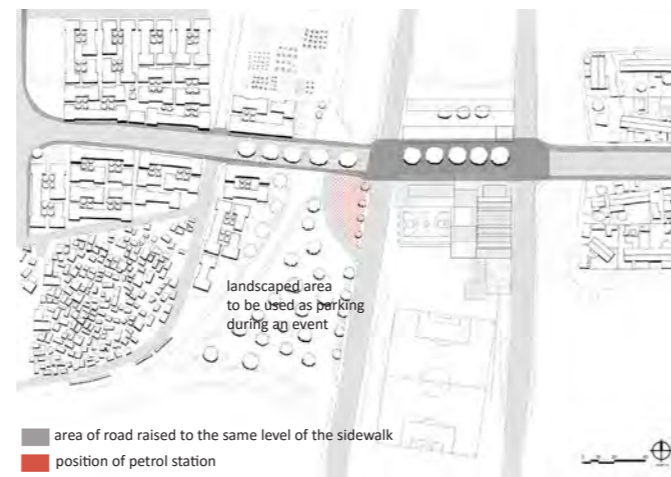 landscaped area
to be used as parking
during an event
area of road raised to the same level of the sidewalk
position of petrol station